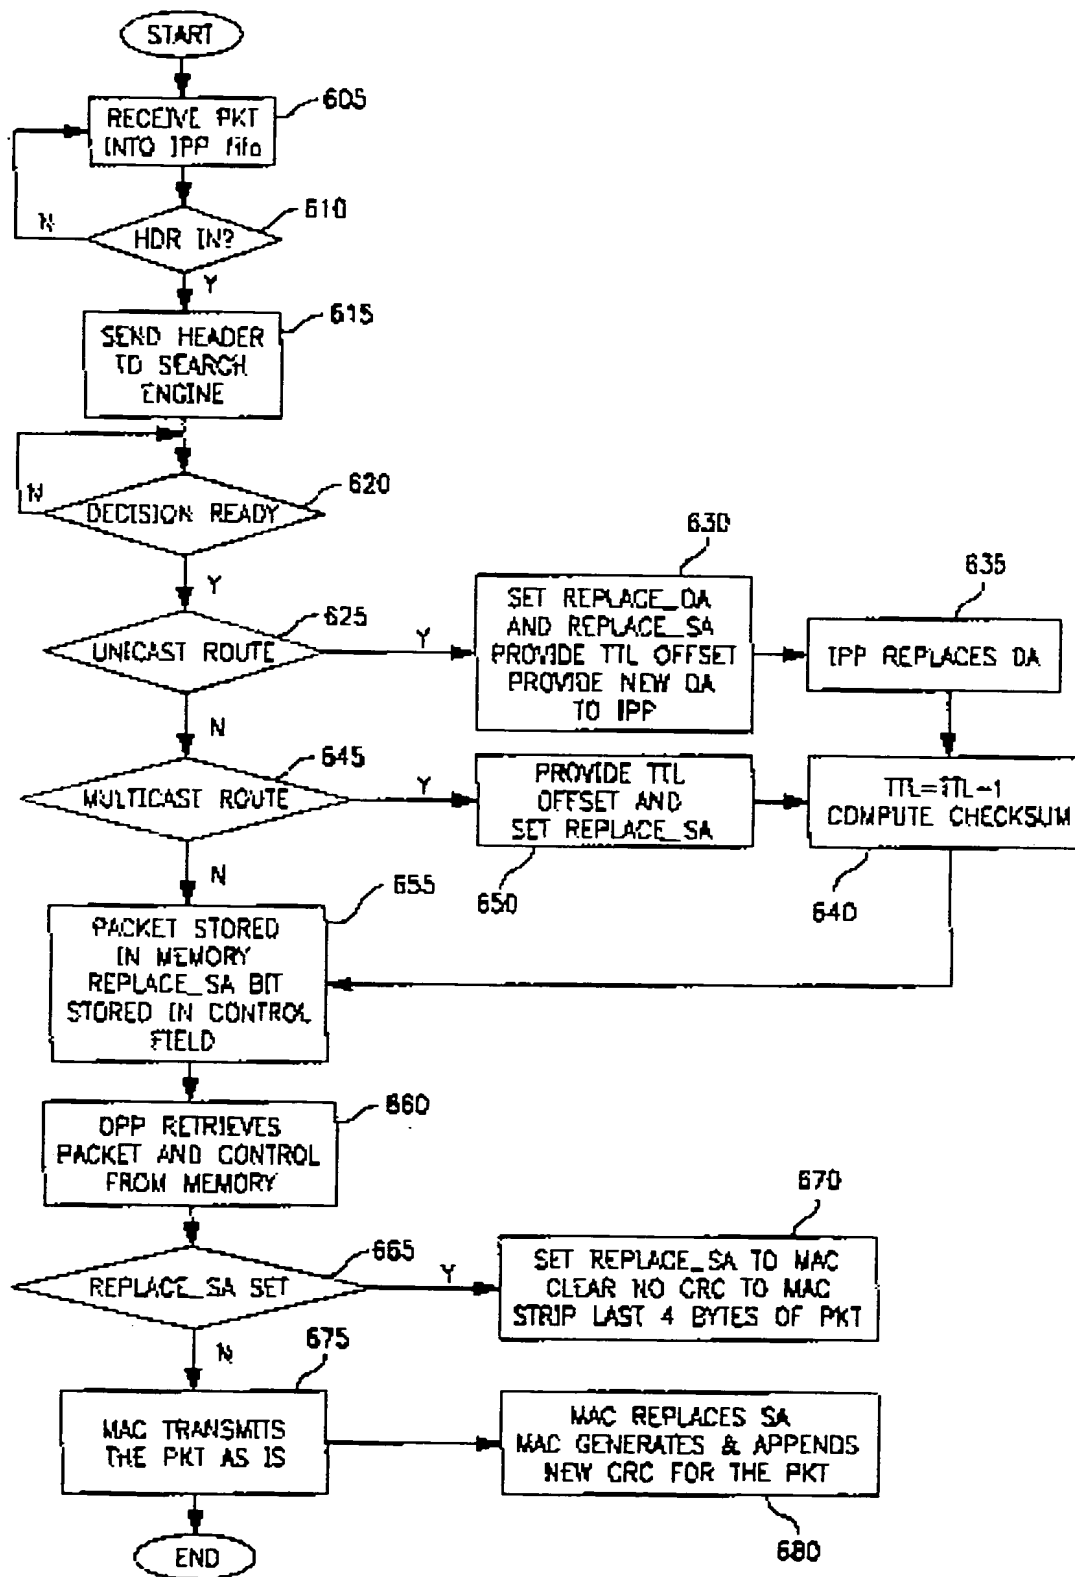 START
RECEIVE PKT
INTO IPP fifo
605
HDR IN?
610
N
Y
SEND HEADER
TO SEARCH
ENGINE
615
DECISION READY
620
N
Y
UNICAST ROUTE
625
Y
N
SET REPLACE_DA
AND REPLACE_SA
PROVIDE TTL OFFSET
PROVIDE NEW DA
TO IPP
630
IPP REPLACES DA
635
MULTICAST ROUTE
645
Y
N
PROVIDE TTL
OFFSET AND
SET REPLACE_SA
650
TTL=TTL-1
COMPUTE CHECKSUM
640
PACKET STORED
IN MEMORY
REPLACE_SA BIT
STORED IN CONTROL
FIELD
655
OPP RETRIEVES
PACKET AND CONTROL
FROM MEMORY
660
REPLACE_SA SET
665
Y
N
SET REPLACE_SA TO MAC
CLEAR NO CRC TO MAC
STRIP LAST 4 BYTES OF PKT
670
MAC TRANSMITS
THE PKT AS IS
675
MAC REPLACES SA
MAC GENERATES & APPENDS
NEW CRC FOR THE PKT
680
END